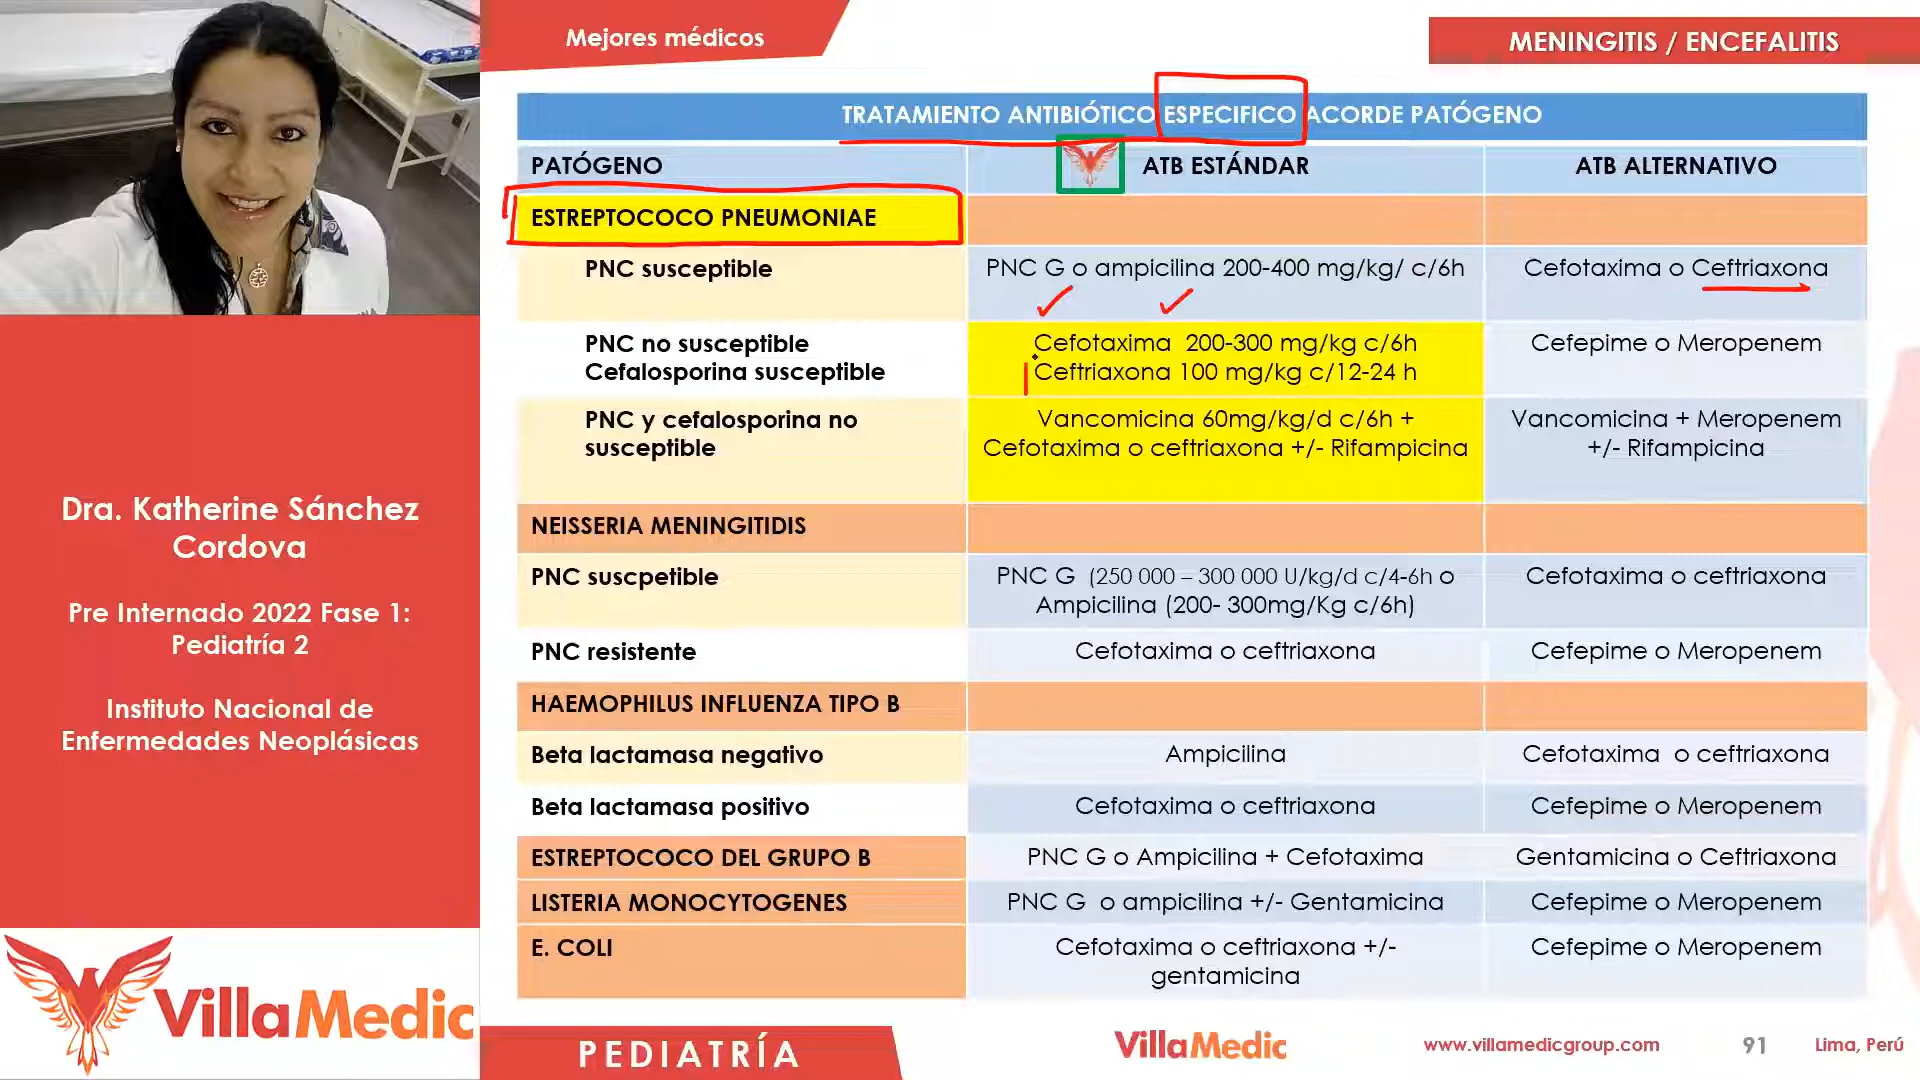 Mejores médicos
MENINGITIS / ENCEFALITIS
TRATAMIENTO ANTIBIÓTICO ESPECIFICO ACORDE PATÓGENO
PATÓGENO
ATB ESTÁNDAR
ATB ALTERNATIVO
ESTREPTOCOCO PNEUMONIAE
PNC susceptible
PNC G o ampicilina 200-400 mg/kg/ c/6h
Cefotaxima o Ceftriaxona
PNC no susceptible
Cefalosporina susceptible
Cefotaxima 200-300 mg/kg c/6h
Ceftriaxona 100 mg/kg c/12-24 h
Cefepime o Meropenem
PNC y cefalosporina no
susceptible
Vancomicina 60mg/kg/d c/6h +
Cefotaxima o ceftriaxona +/- Rifampicina
Vancomicina + Meropenem
+/- Rifampicina
NEISSERIA MENINGITIDIS
PNC suscpetible
PNC G (250 000 – 300 000 U/kg/d c/4-6h o
Ampicilina (200- 300mg/Kg c/6h)
Cefotaxima o ceftriaxona
PNC resistente
Cefotaxima o ceftriaxona
Cefepime o Meropenem
HAEMOPHILUS INFLUENZA TIPO B
Beta lactamasa negativo
Ampicilina
Cefotaxima o ceftriaxona
Beta lactamasa positivo
Cefotaxima o ceftriaxona
Cefepime o Meropenem
ESTREPTOCOCO DEL GRUPO B
PNC G o Ampicilina + Cefotaxima
Gentamicina o Ceftriaxona
LISTERIA MONOCYTOGENES
PNC G o ampicilina +/- Gentamicina
Cefepime o Meropenem
E. COLI
Cefotaxima o ceftriaxona +/-
gentamicina
Cefepime o Meropenem
Dra. Katherine Sánchez
Cordova
Pre Internado 2022 Fase 1:
Pediatría 2
Instituto Nacional de
Enfermedades Neoplásicas
VillaMedic
PEDIATRÍA
VillaMedic
www.villamedicgroup.com
91
Lima, Perú